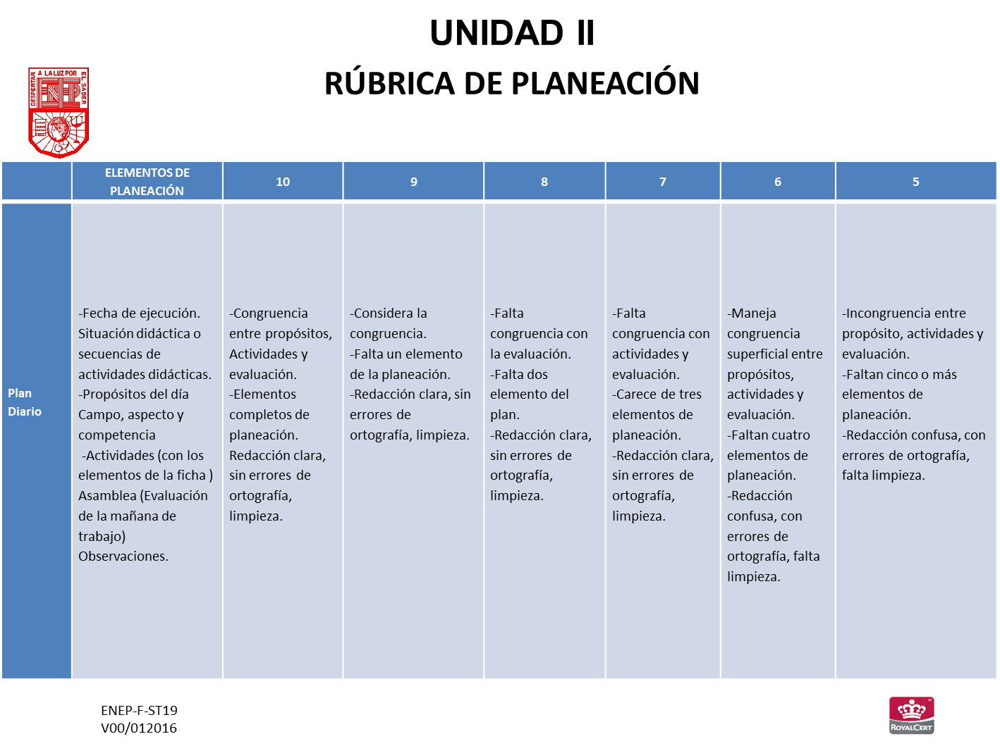 UNIDAD II
RÚBRICA DE PLANEACIÓN
DESPERTAR
A LA LUZ POR
EL SABER
ENEP
ELEMENTOS DE
PLANEACIÓN
10
9
8
7
6
5
Plan
Diario
-Fecha de ejecución.
Situación didáctica o
secuencias de
actividades didácticas.
-Propósitos del día
Campo, aspecto y
competencia
-Actividades (con los
elementos de la ficha )
Asamblea (Evaluación
de la mañana de
trabajo)
Observaciones.
-Congruencia
entre propósitos,
Actividades y
evaluación.
-Elementos
completos de
planeación.
Redacción clara,
sin errores de
ortografía,
limpieza.
-Considera la
congruencia.
-Falta un elemento
de la planeación.
-Redacción clara, sin
errores de
ortografía, limpieza.
-Falta
congruencia con
la evaluación.
-Falta dos
elemento del
plan.
-Redacción clara,
sin errores de
ortografía,
limpieza.
-Falta
congruencia con
actividades y
evaluación.
-Carece de tres
elementos de
planeación.
-Redacción clara,
sin errores de
ortografía,
limpieza.
-Maneja
congruencia
superficial entre
propósitos,
actividades y
evaluación.
-Faltan cuatro
elementos de
planeación.
-Redacción
confusa, con
errores de
ortografía, falta
limpieza.
-Incongruencia entre
propósito, actividades y
evaluación.
-Faltan cinco o más
elementos de
planeación.
-Redacción confusa, con
errores de ortografía,
falta limpieza.
ENEP-F-ST19
V00/012016
ROYALCERT